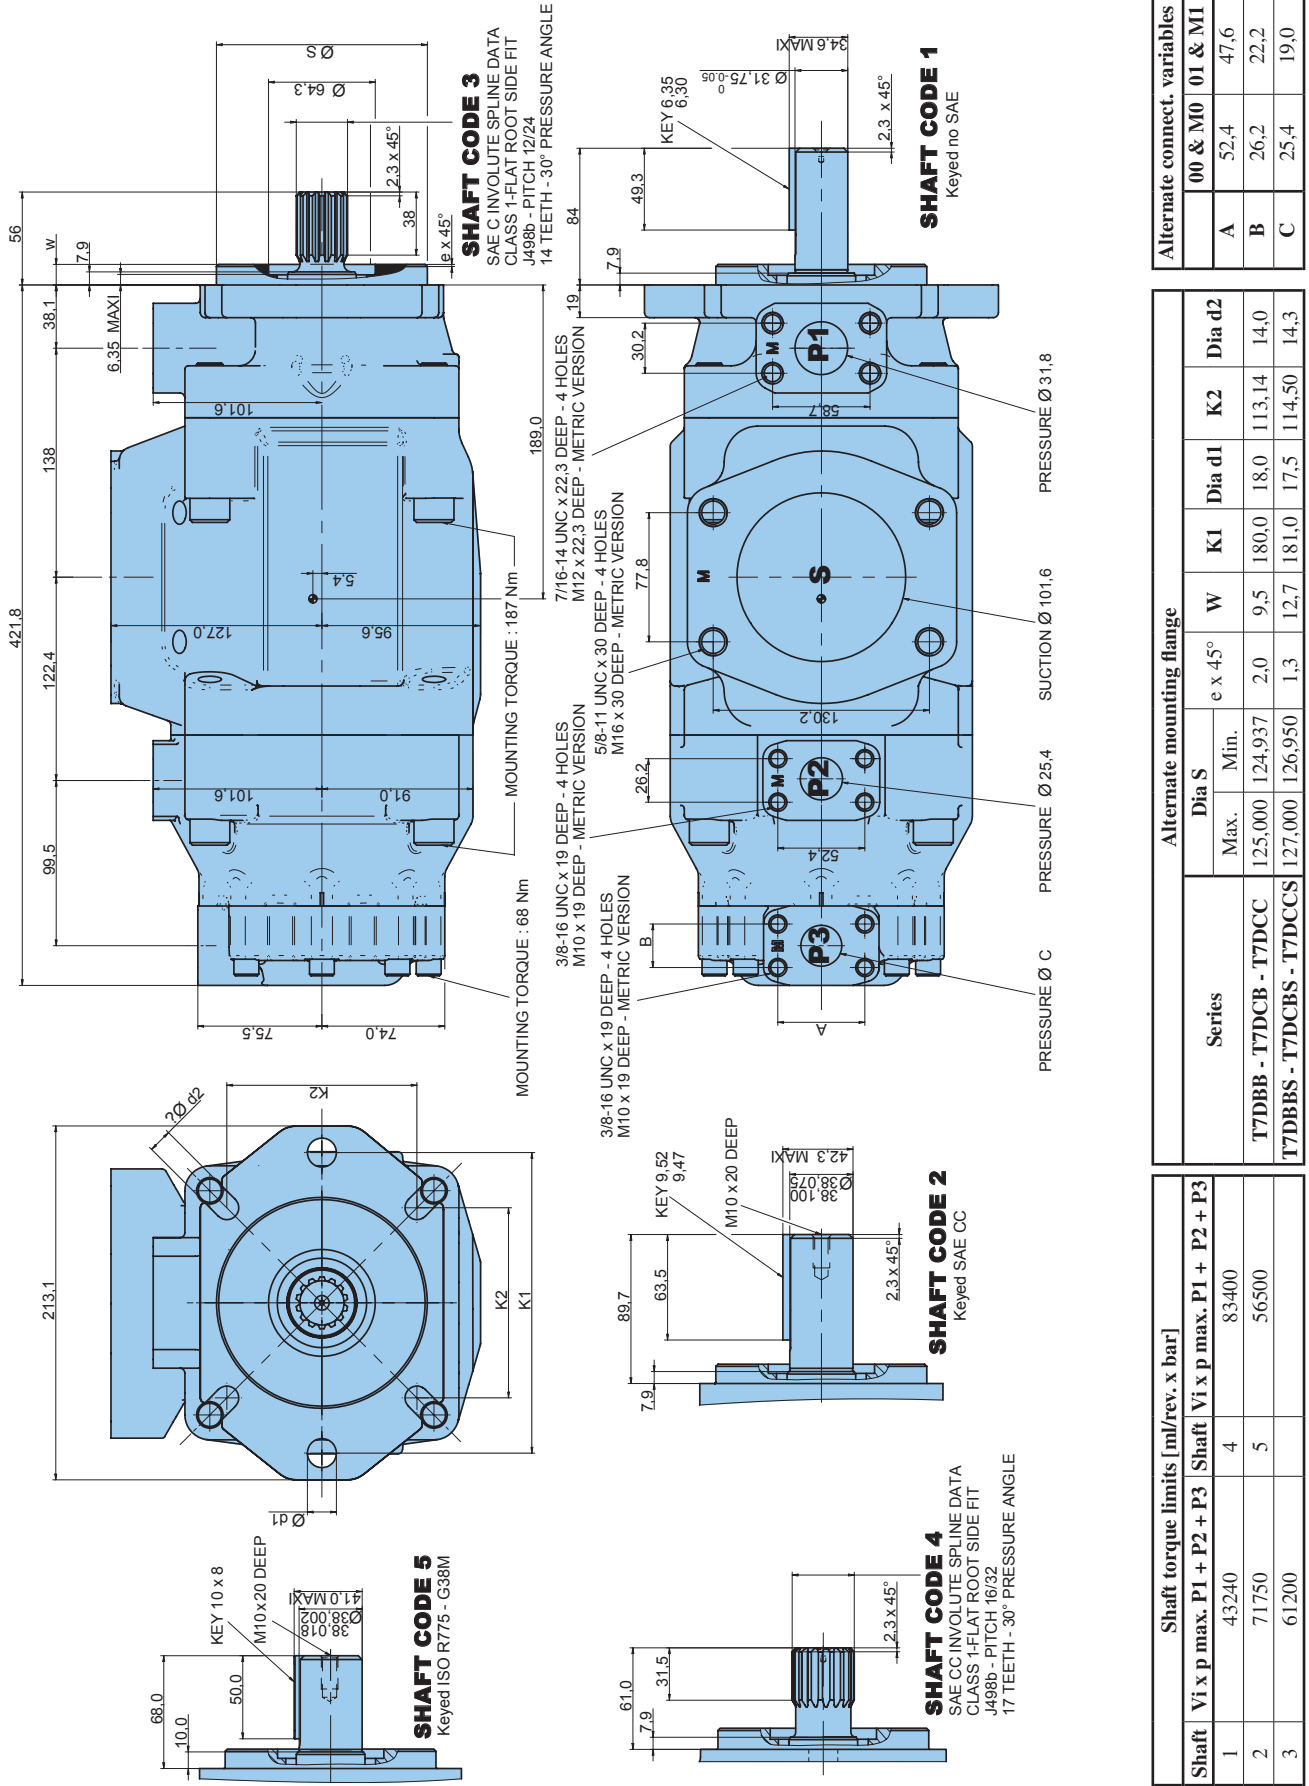 421,8
99,5
122,4
138
38,1
56
w
7,9
6,35 MAXI
Ø S
Ø 64,3
2,3 x 45°
38
e x 45°
SHAFT CODE 3
SAE C INVOLUTE SPLINE DATA
CLASS 1-FLAT ROOT SIDE FIT
J498b - PITCH 12/24
14 TEETH - 30° PRESSURE ANGLE
101,6
127,0
95,6
5,4
189,0
101,6
91,0
75,5
74,0
MOUNTING TORQUE : 187 Nm
MOUNTING TORQUE : 68 Nm
213,1
?Ø d2
K2
K2
K1
Ø d1
68,0
10,0
50,0
KEY 10 x 8
M10 x 20 DEEP
41,0 MAXI
38,018
Ø38,002
SHAFT CODE 5
Keyed ISO R775 - G38M
7/16-14 UNC x 22,3 DEEP - 4 HOLES
M12 x 22,3 DEEP - METRIC VERSION
5/8-11 UNC x 30 DEEP - 4 HOLES
M16 x 30 DEEP - METRIC VERSION
3/8-16 UNC x 19 DEEP - 4 HOLES
M10 x 19 DEEP - METRIC VERSION
3/8-16 UNC x 19 DEEP - 4 HOLES
M10 x 19 DEEP - METRIC VERSION
84
49,3
7,9
19
30,2
58,7
77,8
130,2
26,2
52,4
B
A
M
P1
M
S
M
P2
M
P3
PRESSURE Ø 31,8
SUCTION Ø 101,6
PRESSURE Ø25,4
PRESSURE Ø C
KEY 6,35
6,30
34,6 MAXI
0
Ø 31,75 -0.05
2,3 x 45°
SHAFT CODE 1
Keyed no SAE
89,7
63,5
7,9
KEY 9,52
9,47
M10 x 20 DEEP
42,3 MAXI
38,100
Ø38,075
2,3 x 45°
SHAFT CODE 2
Keyed SAE CC
61,0
31,5
7,9
2,3 x 45°
SHAFT CODE 4
SAE CC INVOLUTE SPLINE DATA
CLASS 1-FLAT ROOT SIDE FIT
J498b - PITCH 16/32
17 TEETH - 30° PRESSURE ANGLE
Shaft torque limits [ml/rev. x bar]
Shaft Vi x p max. P1 + P2 + P3 Shaft Vi x p max. P1 + P2 + P3
1 43240 4 83400
2 71750 5 56500
3 61200
Alternate mounting flange
Series Dia S e x 45° W K1 Dia d1 K2 Dia d2
Max. Min.
T7DBB - T7DCB - T7DCC 125,000 124,937 2,0 9,5 180,0 18,0 113,14 14,0
T7DBBS - T7DCBS - T7DCCS 127,000 126,950 1,3 12,7 181,0 17,5 114,50 14,3
Alternate conect. variables
00 & M0 01 & M1
A 52,4 47,6
B 26,2 22,2
C 25,4 19,0